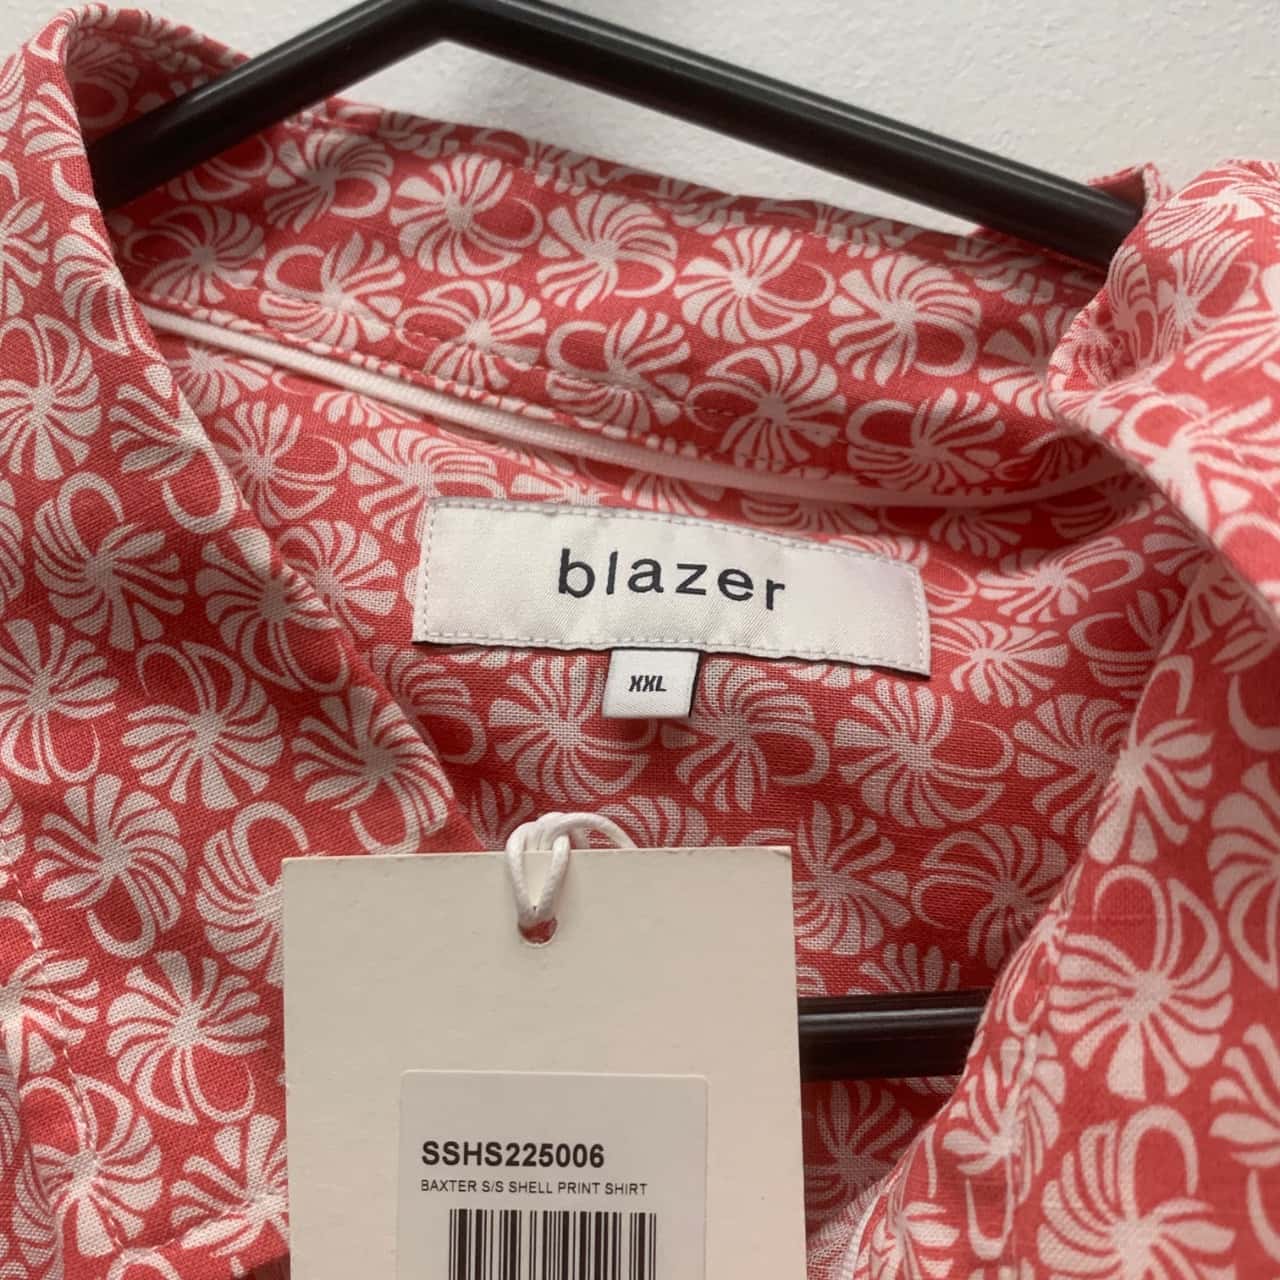 blazer
XXL
SSHS225006
BAXTER S/S SHELL PRINT SHIRT